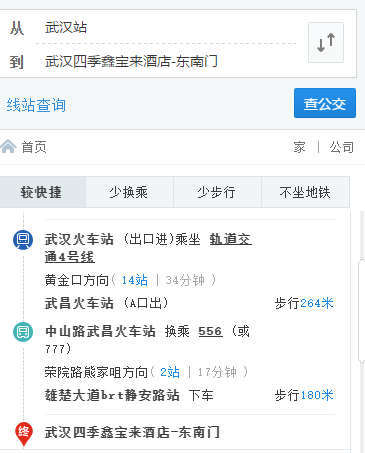 从 武汉站
到 武汉四季鑫宝来酒店-东南门
线站查询 查公交
首页 家 | 公司
较快捷 少换乘 少步行 不坐地铁
武汉火车站 (出口进)乘坐 轨道交
通4号线
黄金口方向( 14站 | 34分钟 )
武昌火车站 (A口出) 步行264米
中山路武昌火车站 换乘 556 (或
777)
荣院路熊家咀方向( 2站 | 17分钟 )
雄楚大道brt静安路站 下车 步行180米
终 武汉四季鑫宝来酒店-东南门